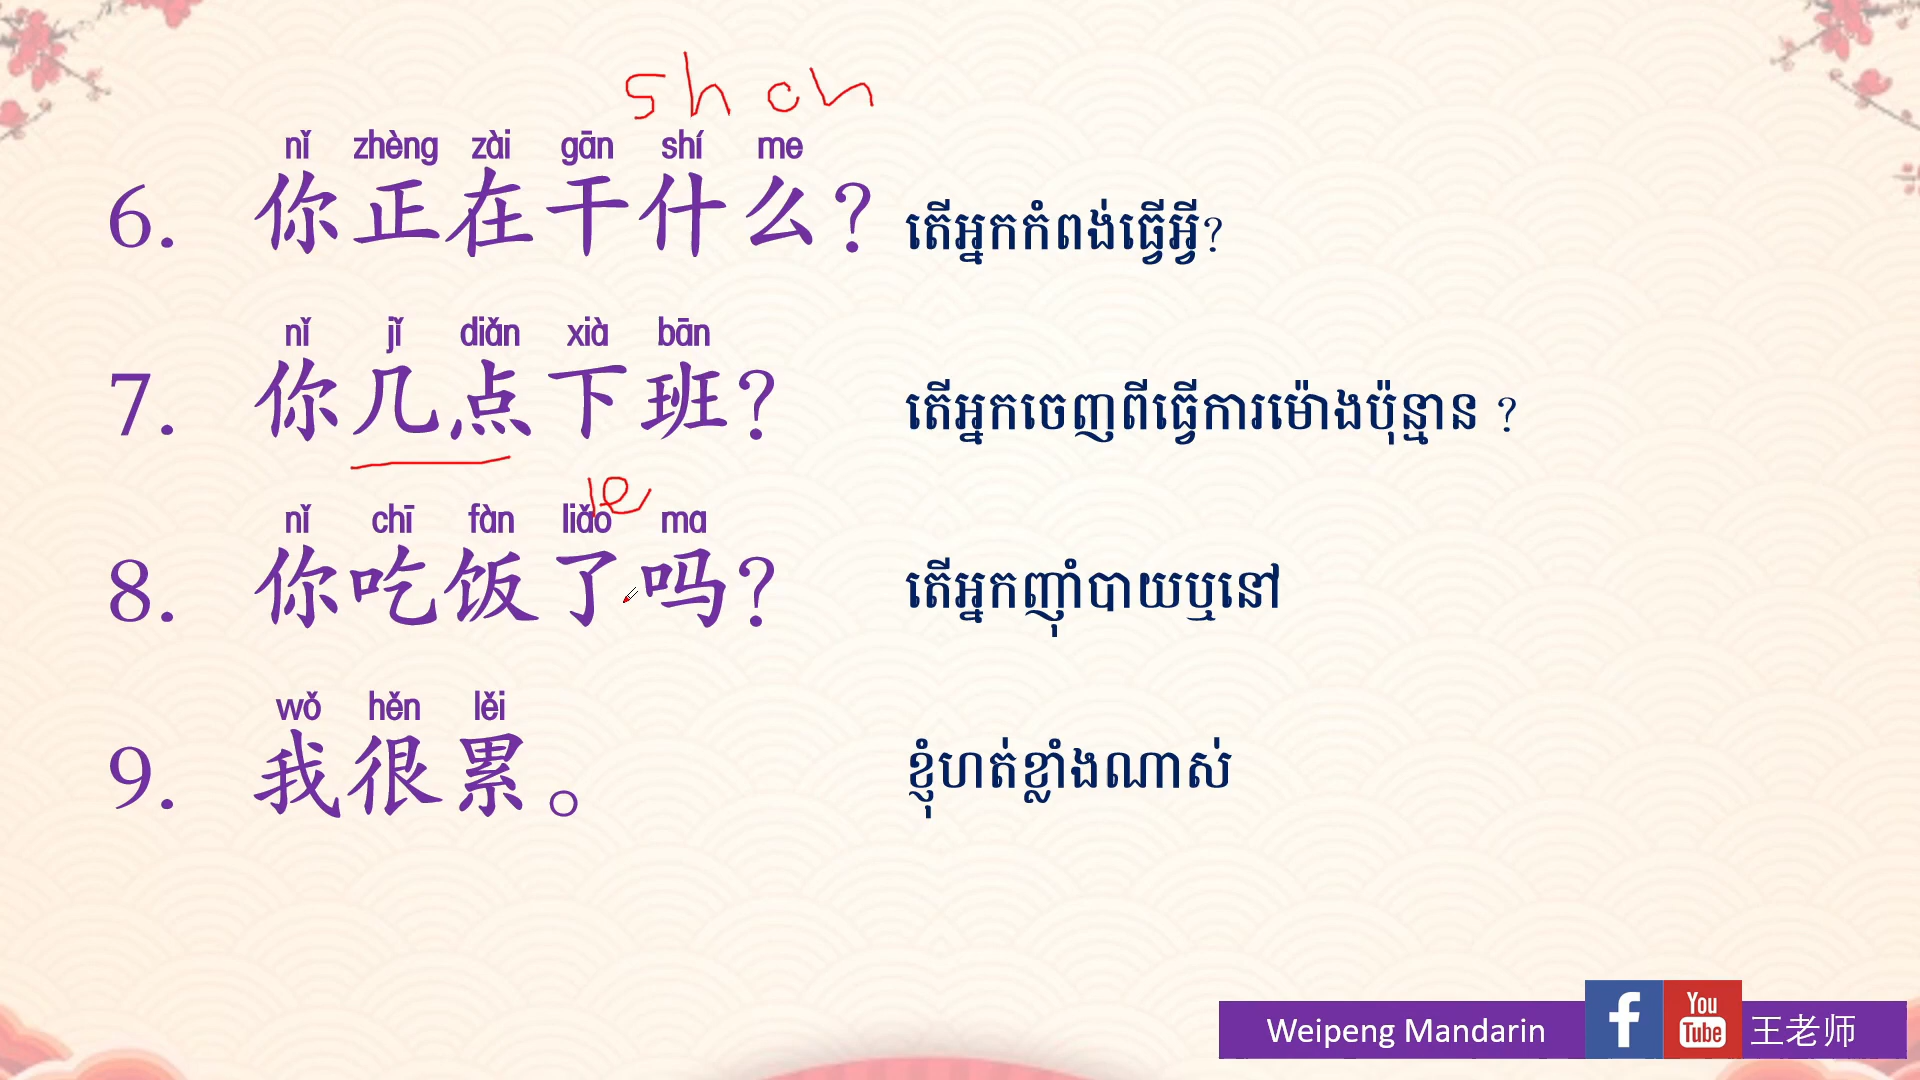 shen
nǐ zhèng zài gān shí me
6. 你正在干什么? តើអ្នកកំពង់ធ្វើអ្វី?
nǐ jǐ diǎn xià bān
7. 你几点下班? តើអ្នកចេញពីធ្វើការម៉ោងប៉ុន្មាន ?
le
nǐ chī fàn liǎo ma
8. 你吃饭了吗? តើអ្នកញ៉ាំបាយឬនៅ
wǒ hěn lěi
9. 我很累。 ខ្ញុំហត់ខ្លាំងណាស់
Weipeng Mandarin f You Tube 王老师